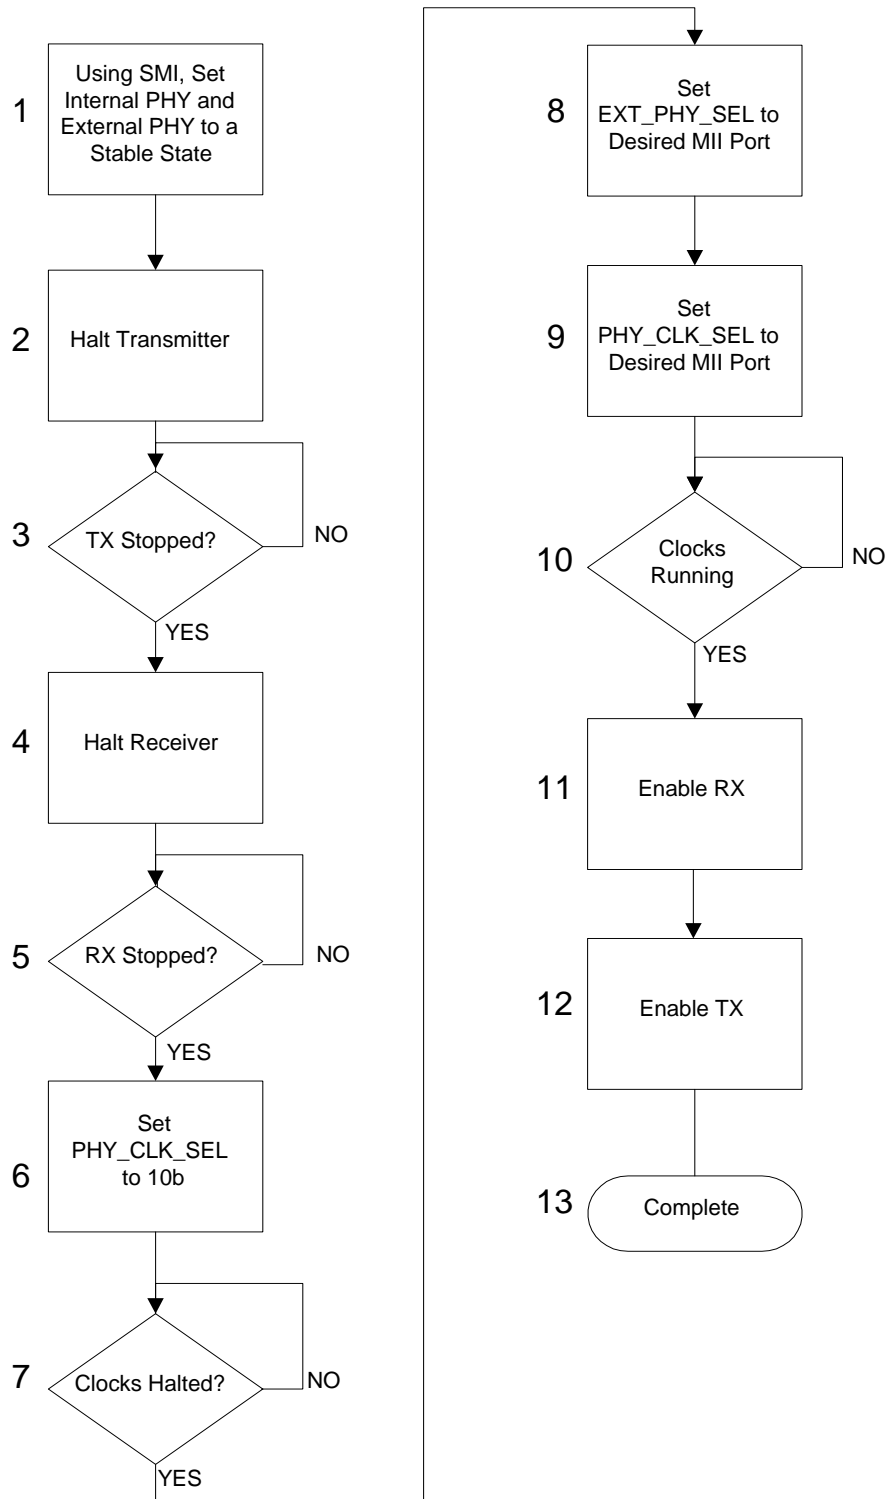 1
Using SMI, Set
Internal PHY and
External PHY to a
Stable State
2
Halt Transmitter
3
TX Stopped?
NO
YES
4
Halt Receiver
5
RX Stopped?
NO
YES
6
Set
PHY_CLK_SEL
to 10b
7
Clocks Halted?
NO
YES
8
Set
EXT_PHY_SEL to
Desired MII Port
9
Set
PHY_CLK_SEL to
Desired MII Port
10
Clocks
Running
NO
YES
11
Enable RX
12
Enable TX
13
Complete